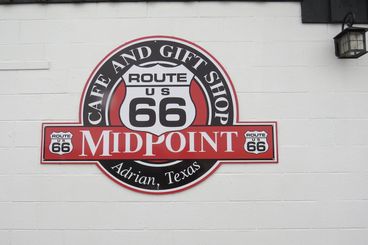 CAFE AND GIFT SHOP
ROUTE
US
66
ROUTE
US
66
MIDPOINT
ROUTE
US
66
Adrian, Texas